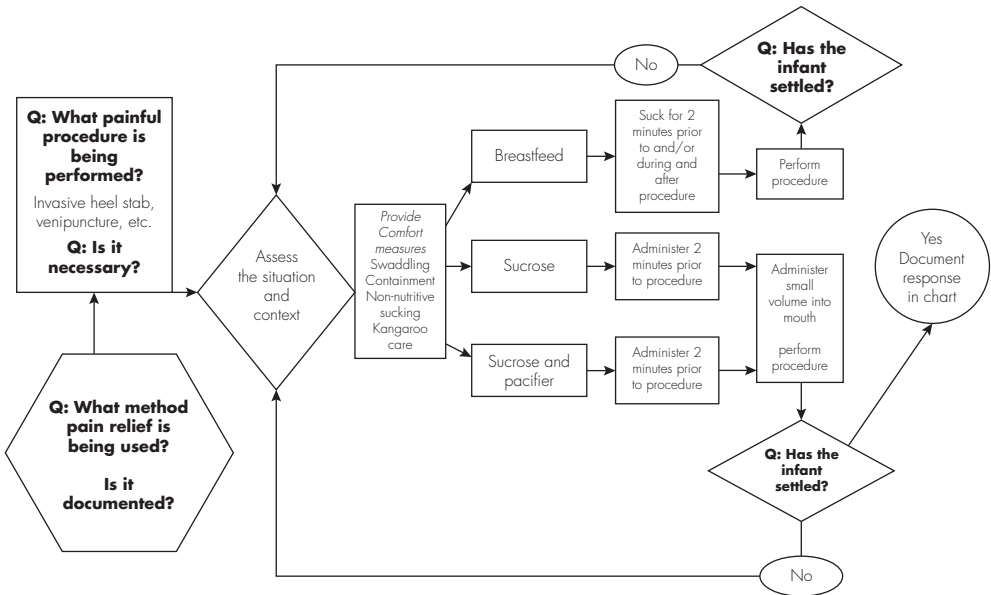 Q: What painful
procedure is
being
performed?
Invasive heel stab,
venipuncture, etc.
Q: Is it
necessary?
Q: What method
pain relief is
being used?
Is it
documented?
Assess
the situation
and
context
Provide
Comfort
measures
Swaddling
Containment
Non-nutritive
sucking
Kangaroo
care
Breastfeed
Suck for 2
minutes prior
to and/or
during and
after
procedure
Perform
procedure
Q: Has the
infant
settled?
No
Sucrose
Administer 2
minutes prior
to procedure
Sucrose and
pacifier
Administer 2
minutes prior
to procedure
Administer
small
volume into
mouth
perform
procedure
Q: Has the
infant
settled?
Yes
Document
response
in chart
No